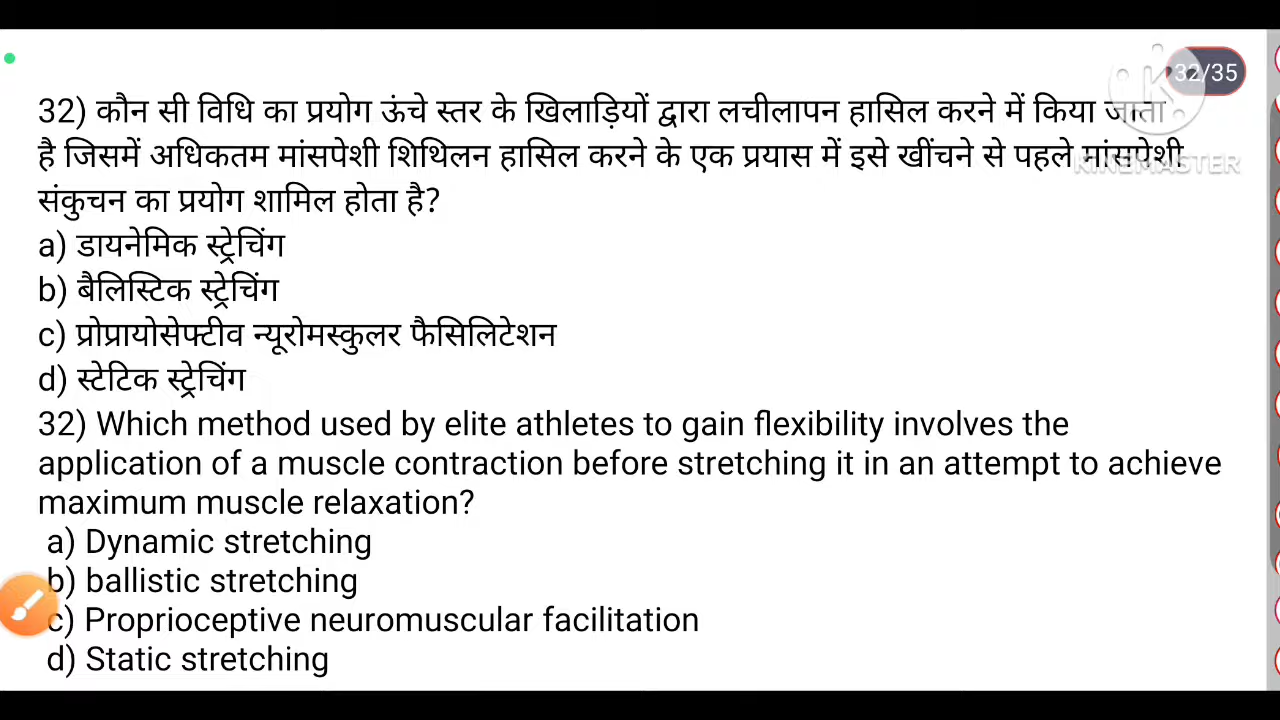 32/35
32) कौन सी विधि का प्रयोग ऊंचे स्तर के खिलाड़ियों द्वारा लचीलापन हासिल करने में किया जाता
है जिसमें अधिकतम मांसपेशी शिथिलन हासिल करने के एक प्रयास में इसे खींचने से पहले मांसपेशी
KINEMASTER
संकुचन का प्रयोग शामिल होता है?
a) डायनेमिक स्ट्रेचिंग
b) बैलिस्टिक स्ट्रेचिंग
c) प्रोप्रायोसेफ्टीव न्यूरोमस्कुलर फैसिलिटेशन
d) स्टेटिक स्ट्रेचिंग
32) Which method used by elite athletes to gain flexibility involves the
application of a muscle contraction before stretching it in an attempt to achieve
maximum muscle relaxation?
a) Dynamic stretching
b) ballistic stretching
c) Proprioceptive neuromuscular facilitation
d) Static stretching